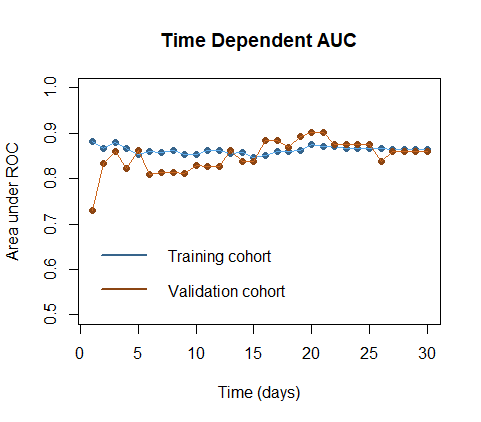 Time Dependent AUC
Area under ROC
1.0
0.9
0.8
0.7
0.6
0.5
Training cohort
Validation cohort
0 5 10 15 20 25 30
Time (days)